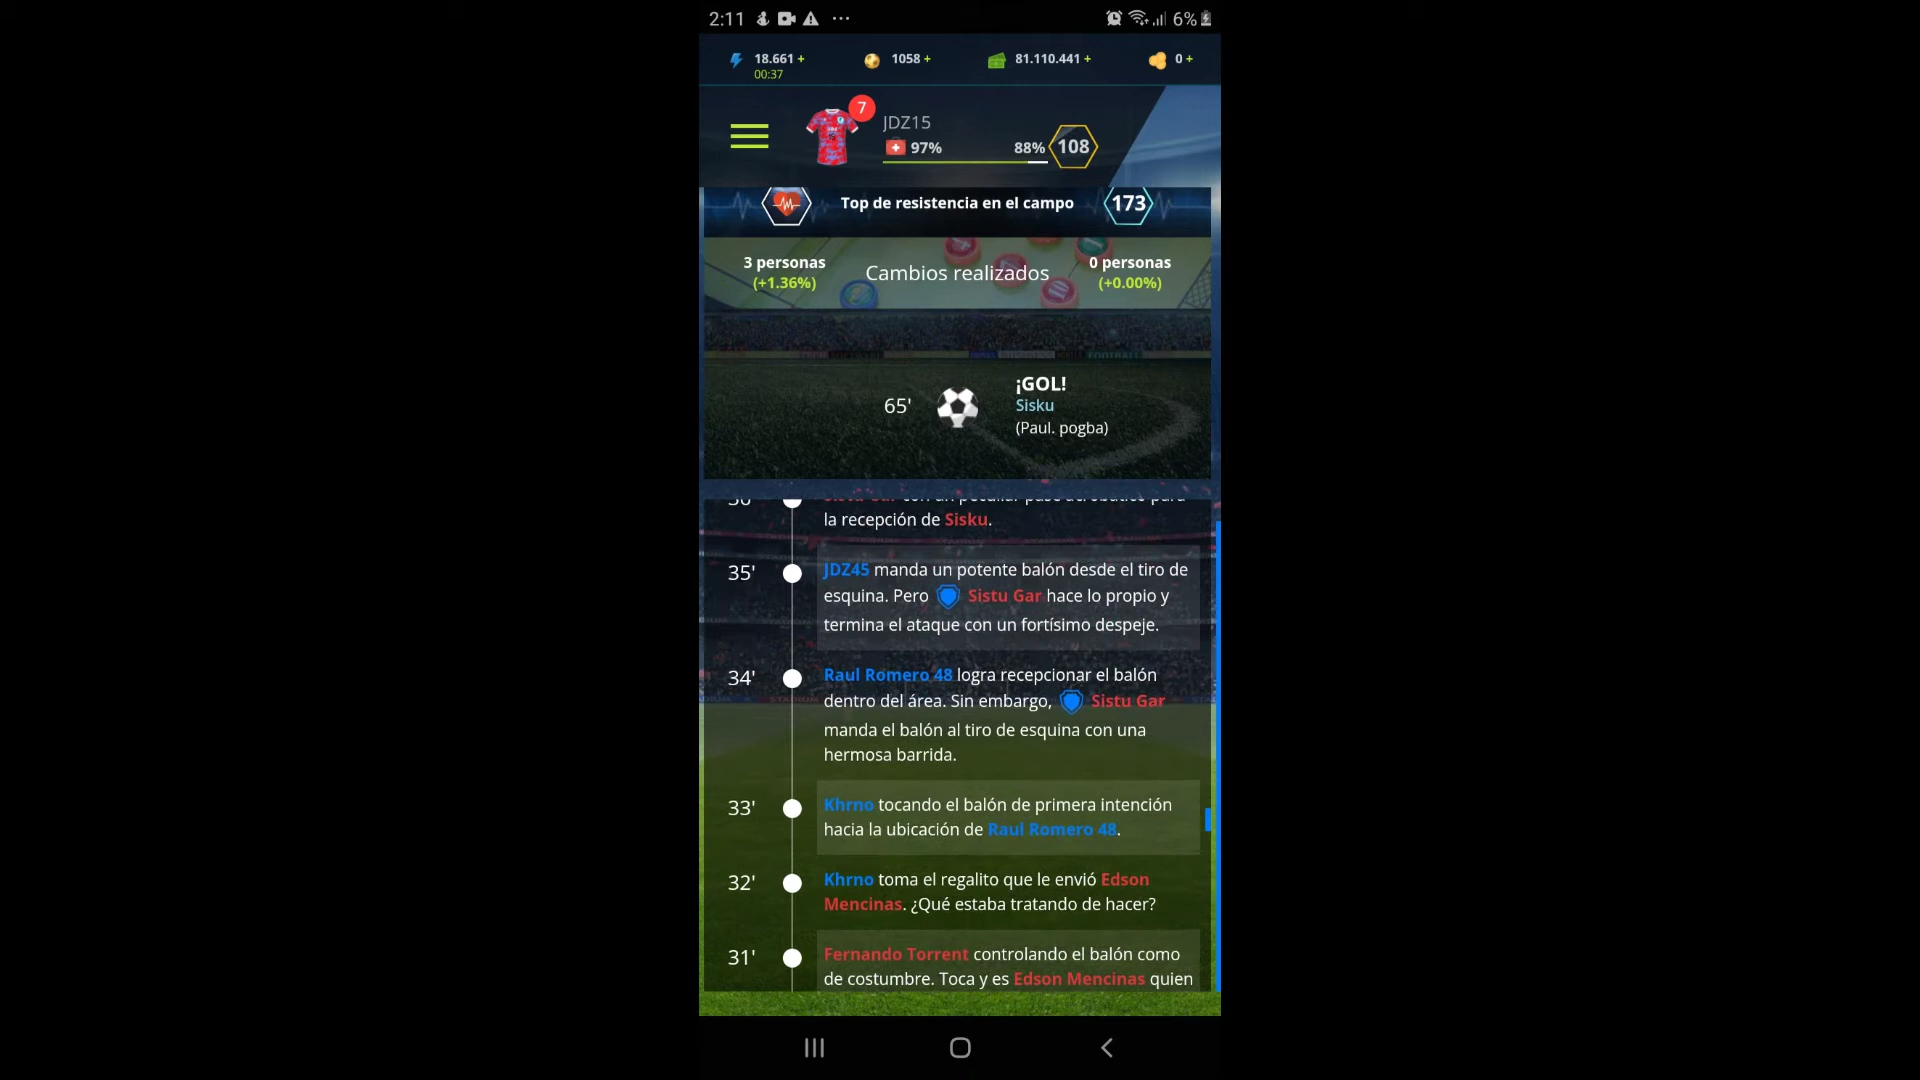 2:11 6%
18.661 + 1058 + 81.110.441 + 0 +
00:37
7
JDZ15
97% 88% 108
Top de resistencia en el campo 173
3 personas Cambios realizados 0 personas
(+1.36%) (+0.00%)
¡GOL!
65' Sisku
(Paul. pogba)
la recepción de Sisku.
35' JDZ45 manda un potente balón desde el tiro de
esquina. Pero Sistu Gar hace lo propio y
termina el ataque con un fortísimo despeje.
34' Raul Romero 48 logra recepcionar el balón
dentro del área. Sin embargo, Sistu Gar
manda el balón al tiro de esquina con una
hermosa barrida.
33' Khrno tocando el balón de primera intención
hacia la ubicación de Raul Romero 48.
32' Khrno toma el regalito que le envió Edson
Mencinas. ¿Qué estaba tratando de hacer?
31' Fernando Torrent controlando el balón como
de costumbre. Toca y es Edson Mencinas quien